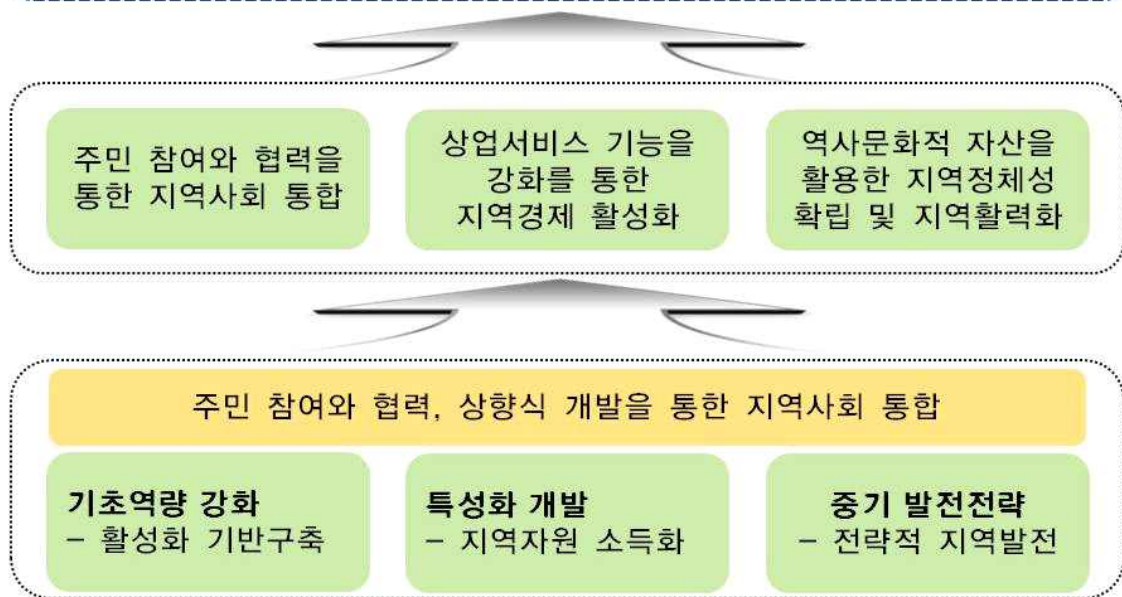 주민 참여와 협력을
통한 지역사회 통합
상업서비스 기능을
강화를 통한
지역경제 활성화
역사문화적 자산을
활용한 지역정체성
확립 및 지역활력화
주민 참여와 협력, 상향식 개발을 통한 지역사회 통합
기초역량 강화
– 활성화 기반구축
특성화 개발
– 지역자원 소득화
중기 발전전략
– 전략적 지역발전